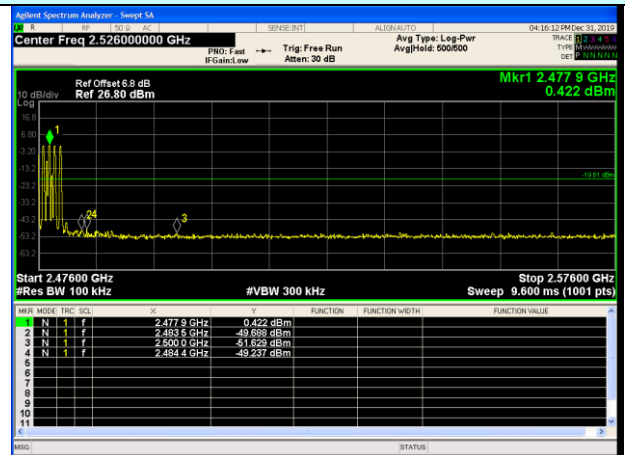 Agilent Spectrum Analyzer - Swept SA
R RF 50 Ω AC SENSE:INT ALIGNAUTO 04:16:12 PM Dec 31, 2019
Center Freq 2.526000000 GHz
PNO: Fast
IFGain:Low
Trig: Free Run
Atten: 30 dB
Avg Type: Log-Pwr
Avg|Hold: 500/500
TRACE 1 2 3 4 5 6
TYPE M
DET P N N N N N
Mkr1 2.477 9 GHz
0.422 dBm
Ref Offset 6.8 dB
10 dB/div Ref 26.80 dBm
Log
16.8
6.80
-3.20
-13.2
-23.2
-33.2
-43.2
-53.2
-63.2
1
24
3
-19.61 dBm
Start 2.47600 GHz Stop 2.57600 GHz
#Res BW 100 kHz #VBW 300 kHz Sweep 9.600 ms (1001 pts)
MKR MODE TRC SCL X Y FUNCTION FUNCTION WIDTH FUNCTION VALUE
1 N 1 f 2.477 9 GHz 0.422 dBm
2 N 1 f 2.483 5 GHz -49.688 dBm
3 N 1 f 2.500 0 GHz -51.629 dBm
4 N 1 f 2.484 4 GHz -49.237 dBm
5
6
7
8
9
10
11
MSG STATUS